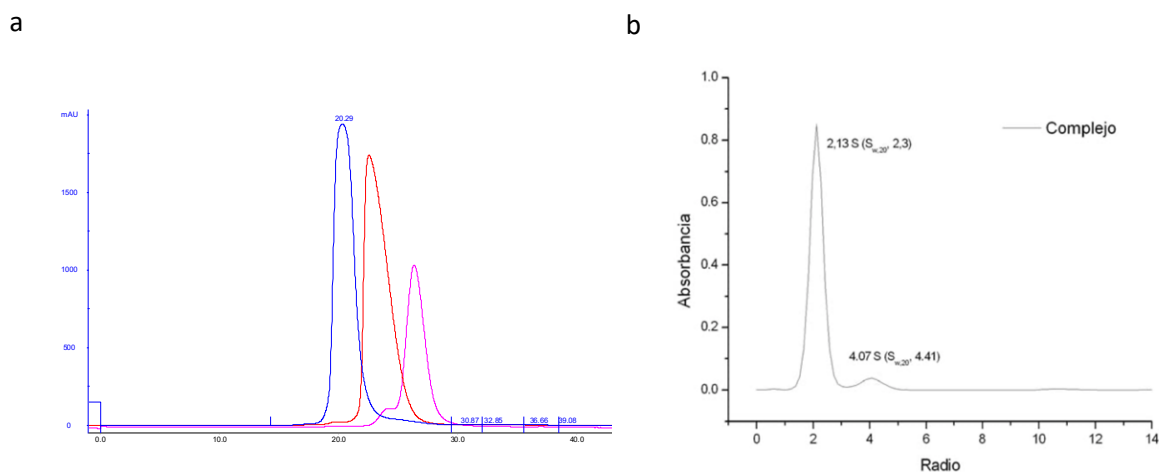 a
b
mAU
20.29
1500
1000
500
0
30.87 32.85 36.66 39.08
0.0 10.0 20.0 30.0 40.0
1.0
0.8
0.6
0.4
0.2
0.0
Absorbancia
Complejo
2,13 S (S w,20, 2,3)
4.07 S (S w,20, 4.41)
0 2 4 6 8 10 12 14
Radio